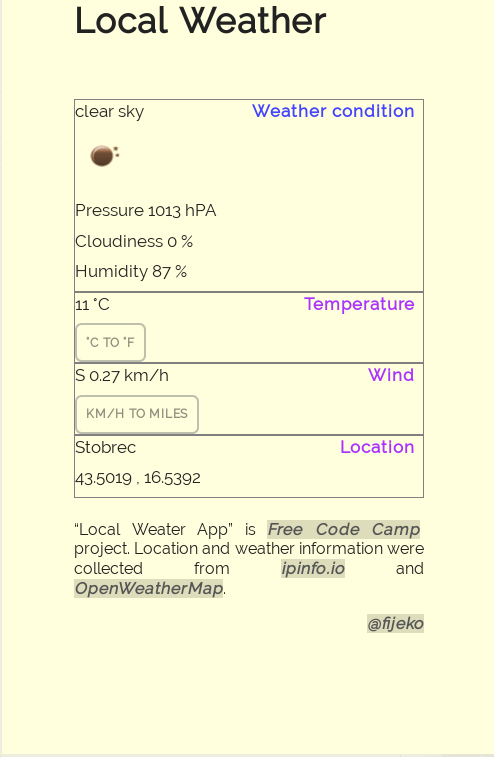 Local Weather
clear sky Weather condition
Pressure 1013 hPA
Cloudiness 0 %
Humidity 87 %
11 °C Temperature
°C TO °F
S 0.27 km/h Wind
KM/H TO MILES
Stobrec Location
43.5019 , 16.5392
“Local Weater App” is Free Code Camp
project. Location and weather information were
collected from ipinfo.io and
OpenWeatherMap.
@fijeko